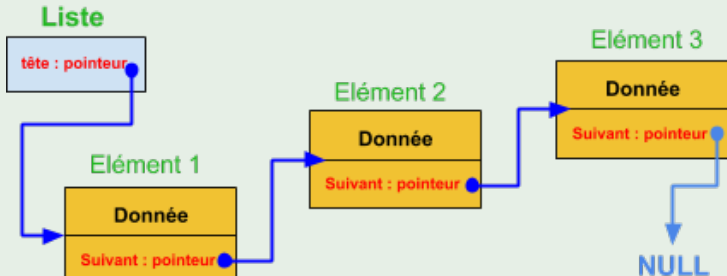 Liste
tête : pointeur
Elément 1
Donnée
Suivant : pointeur
Elément 2
Donnée
Suivant : pointeur
Elément 3
Donnée
Suivant : pointeur
NULL